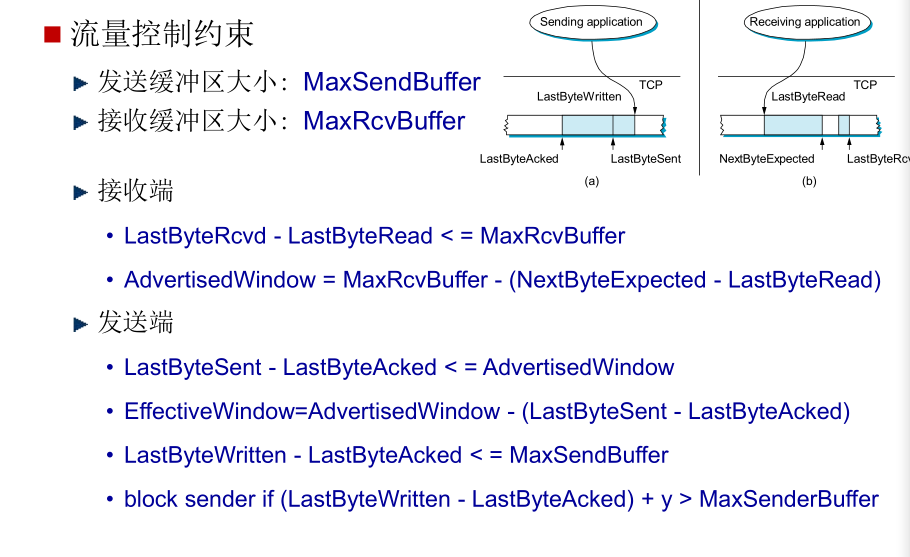 流量控制约束
发送缓冲区大小：MaxSendBuffer
接收缓冲区大小：MaxRcvBuffer
Sending application
TCP
LastByteWritten
LastByteAcked
LastByteSent
(a)
Receiving application
TCP
LastByteRead
NextByteExpected
LastByteRcv
(b)
接收端
LastByteRcvd - LastByteRead < = MaxRcvBuffer
AdvertisedWindow = MaxRcvBuffer - (NextByteExpected - LastByteRead)
发送端
LastByteSent - LastByteAcked < = AdvertisedWindow
EffectiveWindow=AdvertisedWindow - (LastByteSent - LastByteAcked)
LastByteWritten - LastByteAcked < = MaxSendBuffer
block sender if (LastByteWritten - LastByteAcked) + y > MaxSenderBuffer